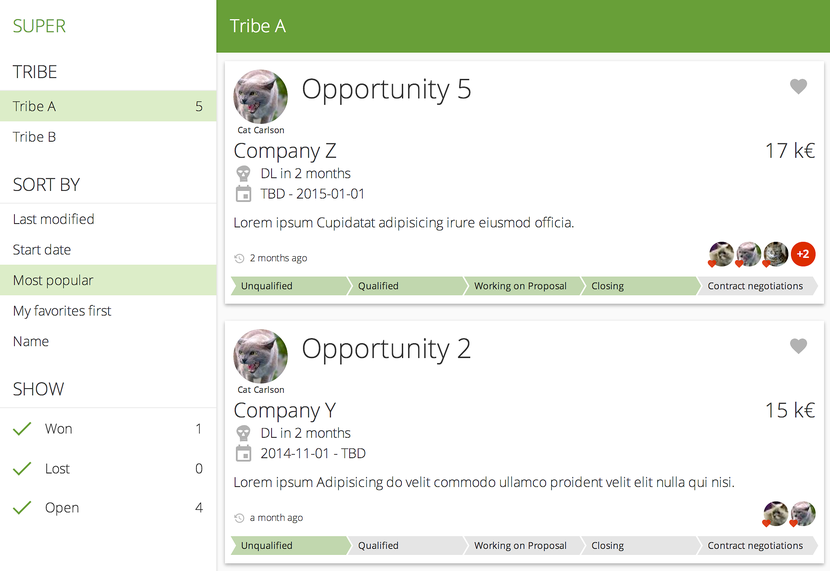 SUPER
TRIBE
Tribe A 5
Tribe B
SORT BY
Last modified
Start date
Most popular
My favorites first
Name
SHOW
Won 1
Lost 0
Open 4
Tribe A
Opportunity 5
Cat Carlson
Company Z 17 k€
DL in 2 months
TBD - 2015-01-01
Lorem ipsum Cupidatat adipisicing irure eiusmod officia.
2 months ago +2
Unqualified Qualified Working on Proposal Closing Contract negotiations
Opportunity 2
Cat Carlson
Company Y 15 k€
DL in 2 months
2014-11-01 - TBD
Lorem ipsum Adipisicing do velit commodo ullamco proident velit elit nulla qui nisi.
a month ago
Unqualified Qualified Working on Proposal Closing Contract negotiations